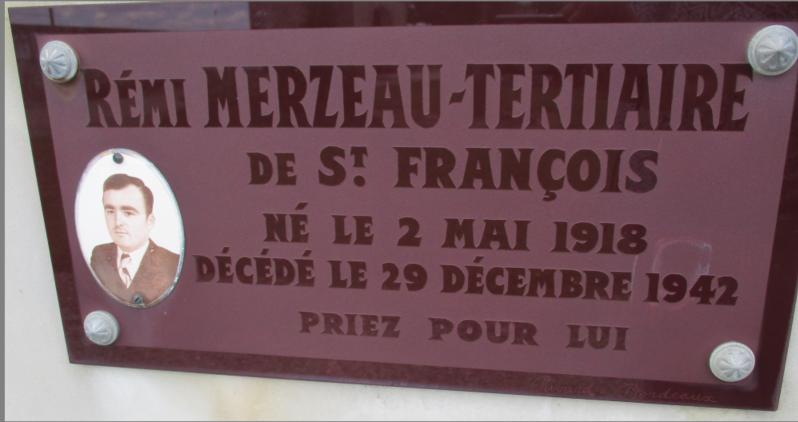 RÉMI MERZEAU-TERTIAIRE
DE ST. FRANÇOIS
NÉ LE 2 MAI 1918
DÉCÉDÉ LE 29 DÉCEMBRE 1942
PRIEZ POUR LUI
Bordeaux